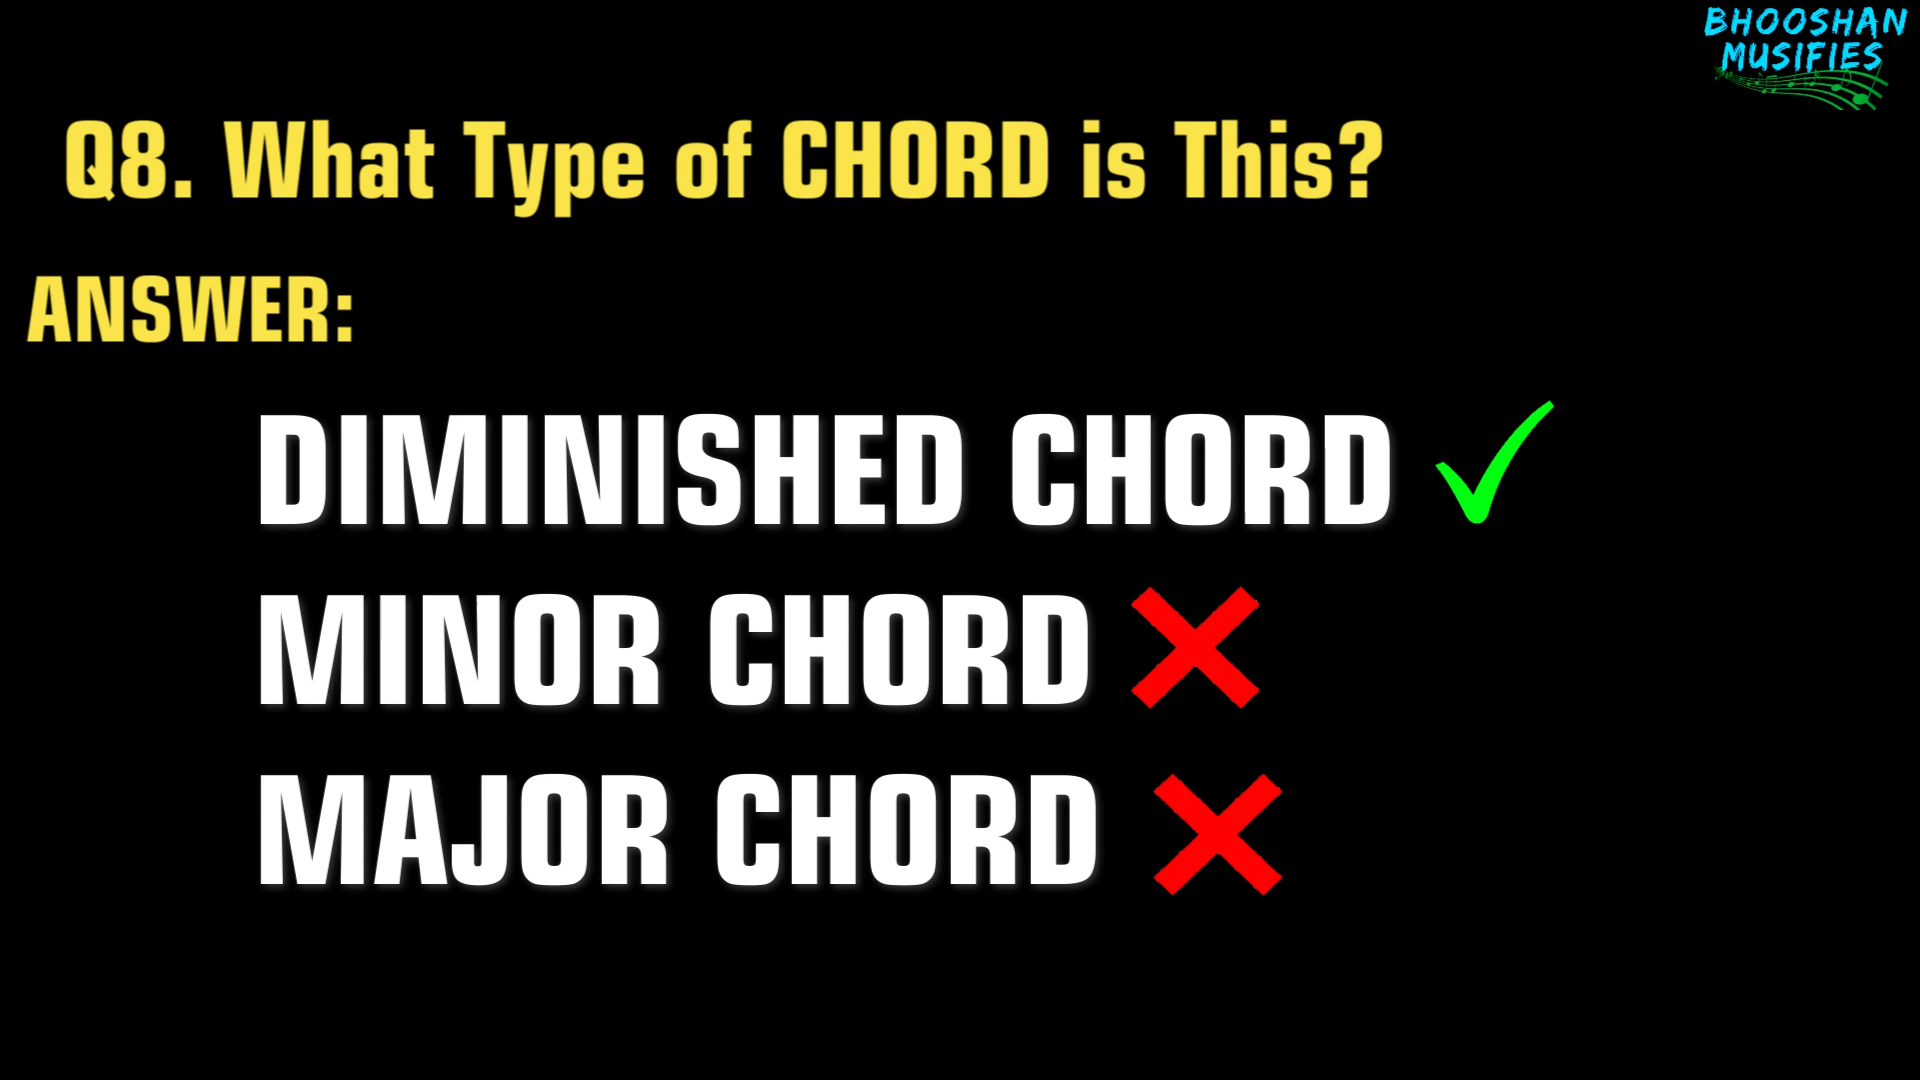 BHOOSHAN
MUSIFIES
Q8. What Type of CHORD is This?
ANSWER:
DIMINISHED CHORD
MINOR CHORD
MAJOR CHORD